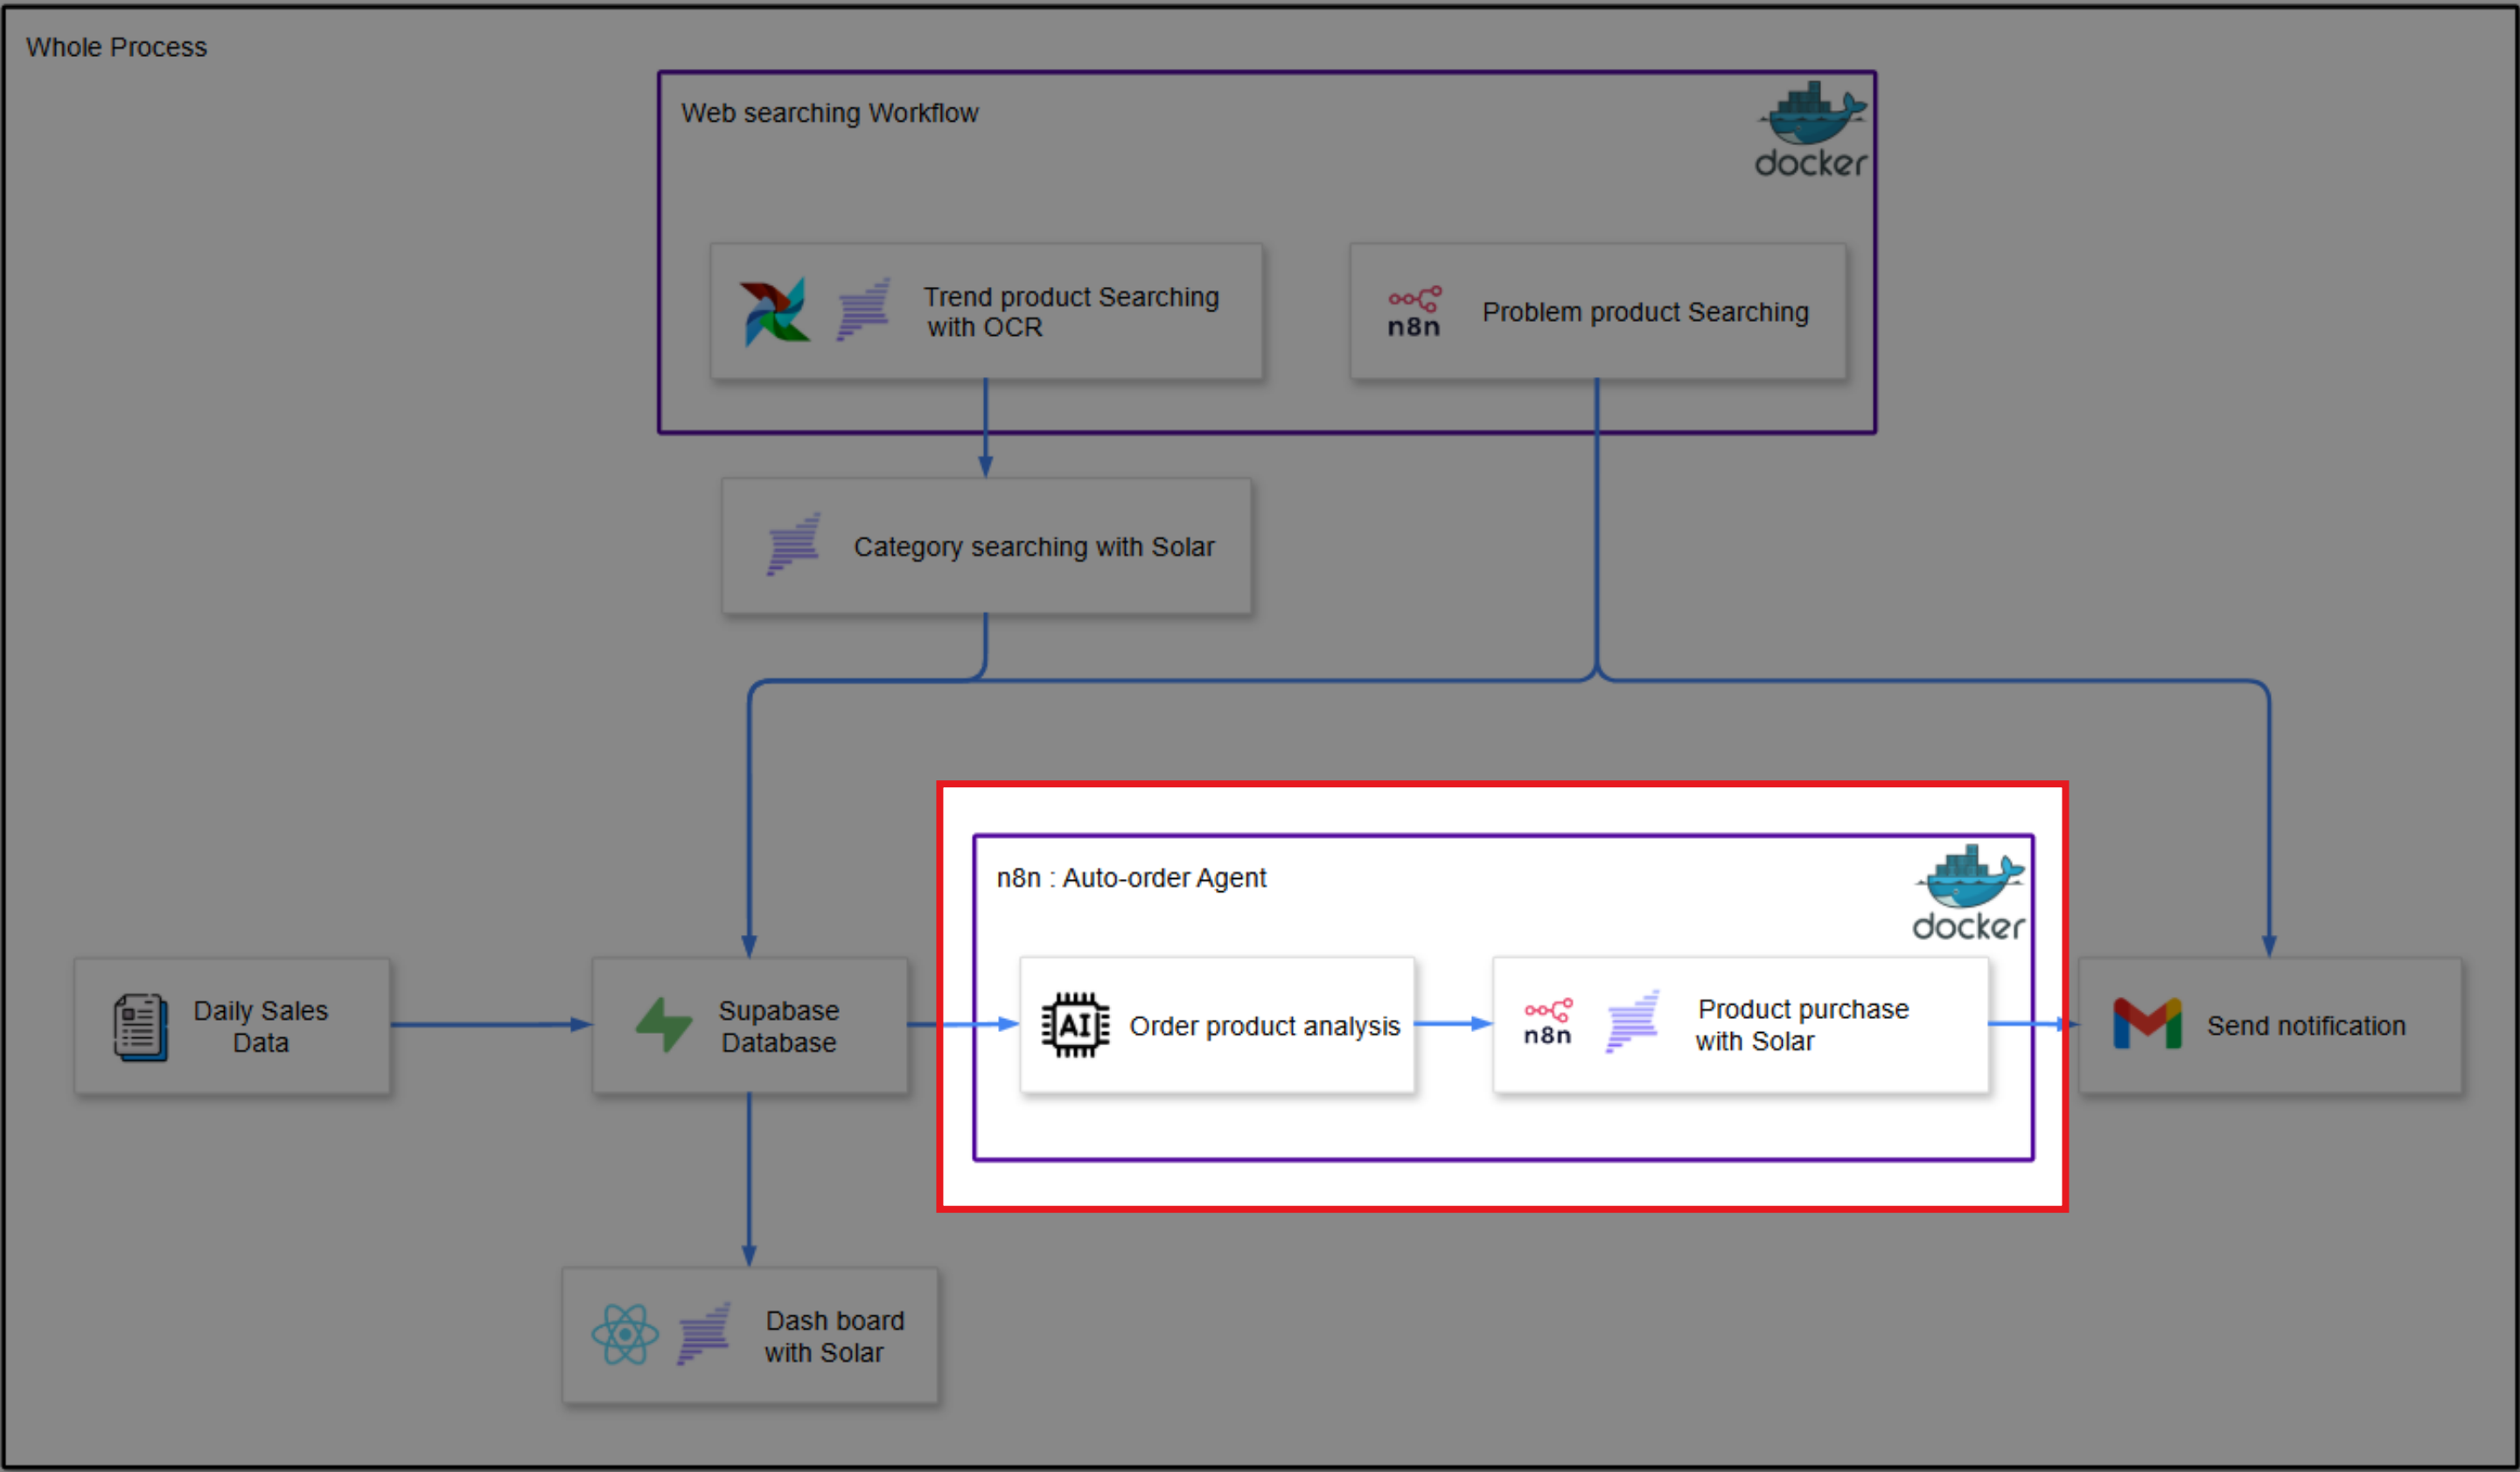 Whole Process
Web searching Workflow
docker
Trend product Searching
with OCR
n8n
Problem product Searching
Category searching with Solar
n8n : Auto-order Agent
docker
Daily Sales
Data
Supabase
Database
AI
Order product analysis
n8n
Product purchase
with Solar
Send notification
Dash board
with Solar